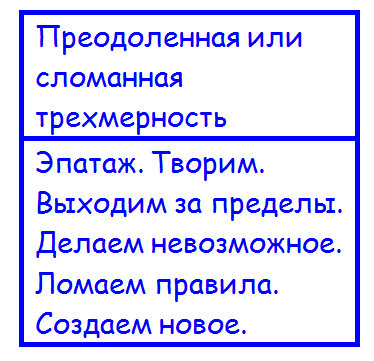 Преодоленная или
сломанная
трехмерность
Эпатаж. Творим.
Выходим за пределы.
Делаем невозможное.
Ломаем правила.
Создаем новое.